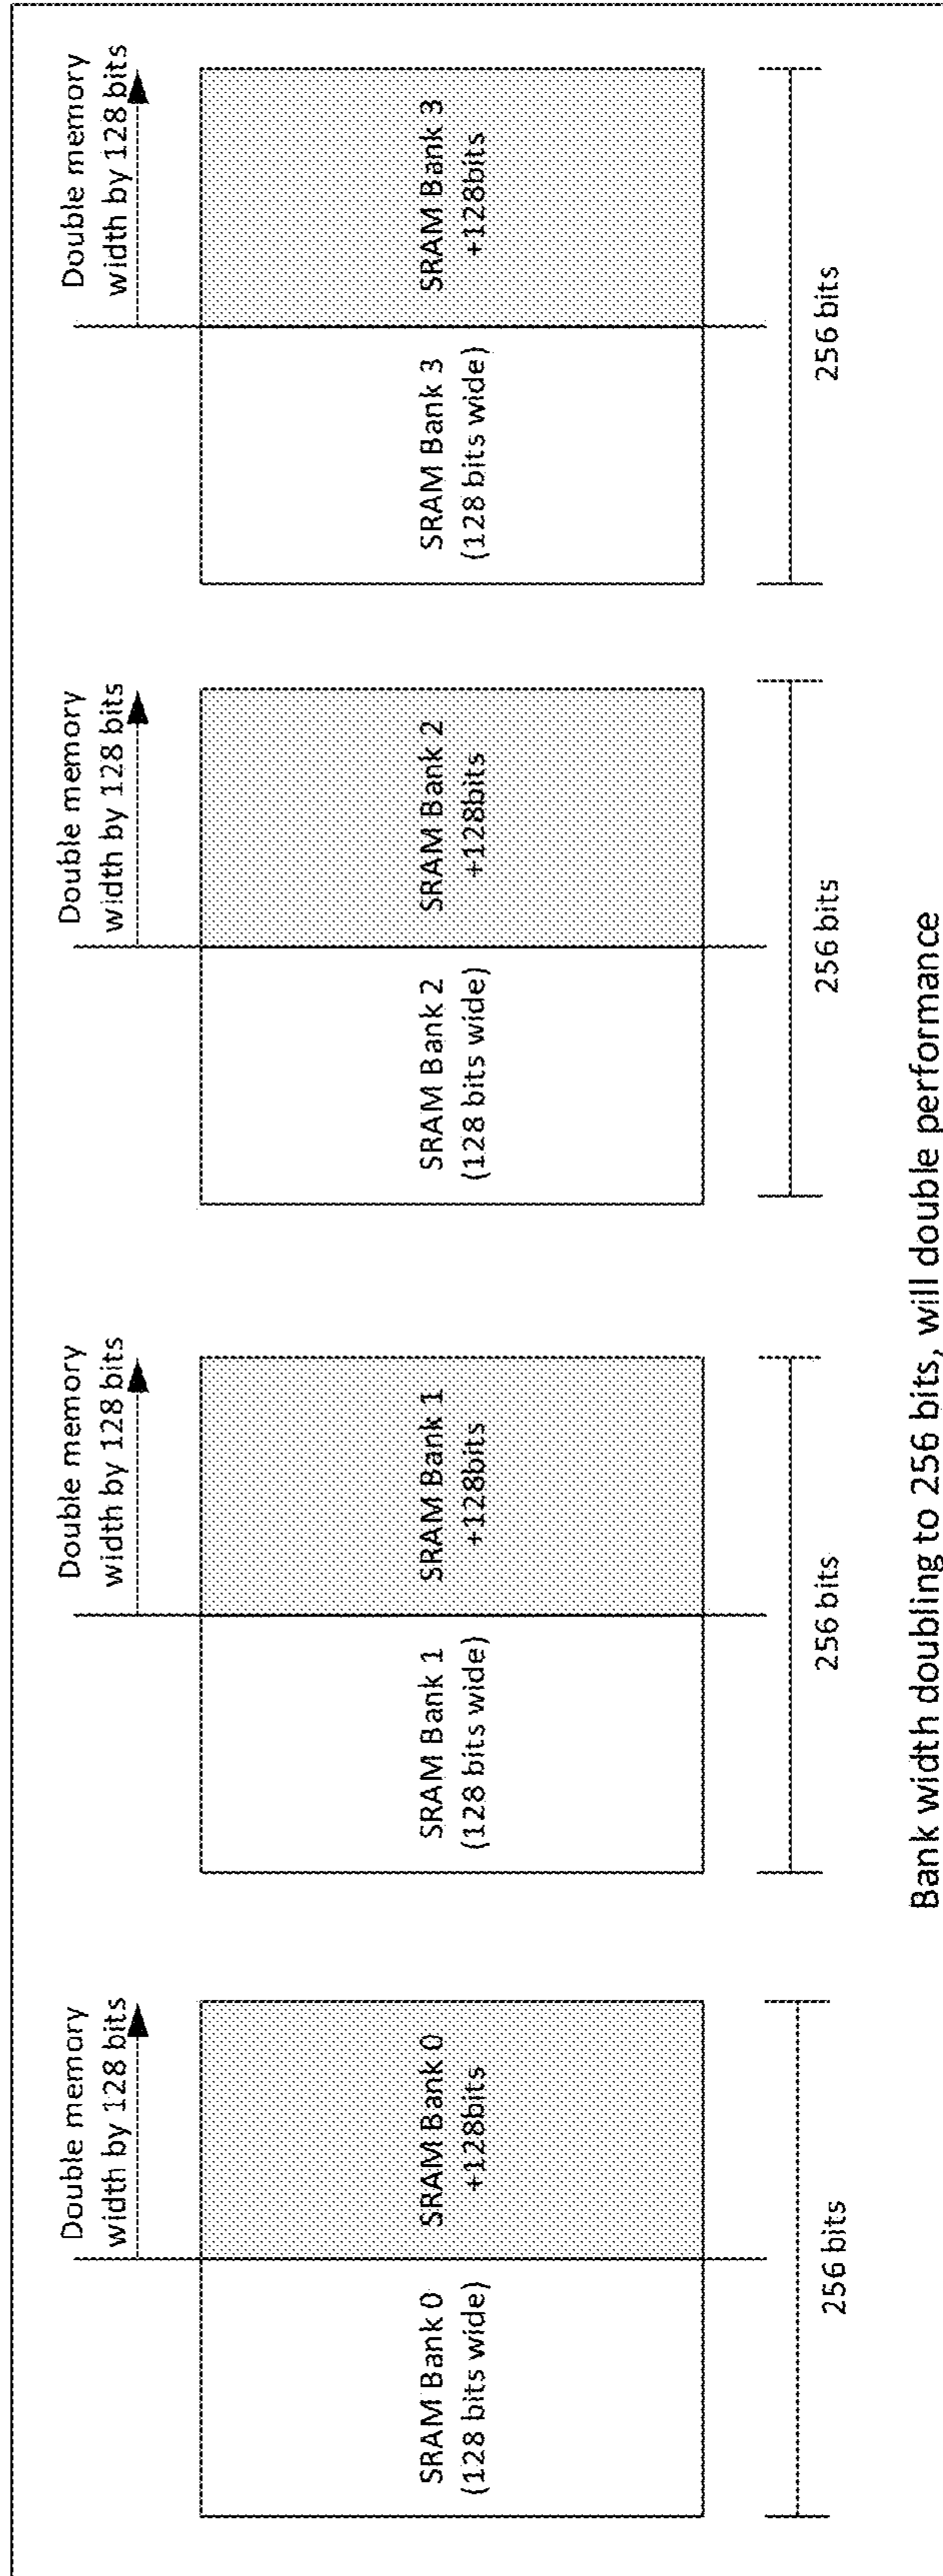 Double memory
width by 128 bits
SRAM Bank 0
(128 bits wide)
SRAM Bank 0
+128bits
256 bits
Double memory
width by 128 bits
SRAM Bank 1
(128 bits wide)
SRAM Bank 1
+128bits
256 bits
Double memory
width by 128 bits
SRAM Bank 2
(128 bits wide)
SRAM Bank 2
+128bits
256 bits
Double memory
width by 128 bits
SRAM Bank 3
(128 bits wide)
SRAM Bank 3
+128bits
256 bits
Bank width doubling to 256 bits, will double performance